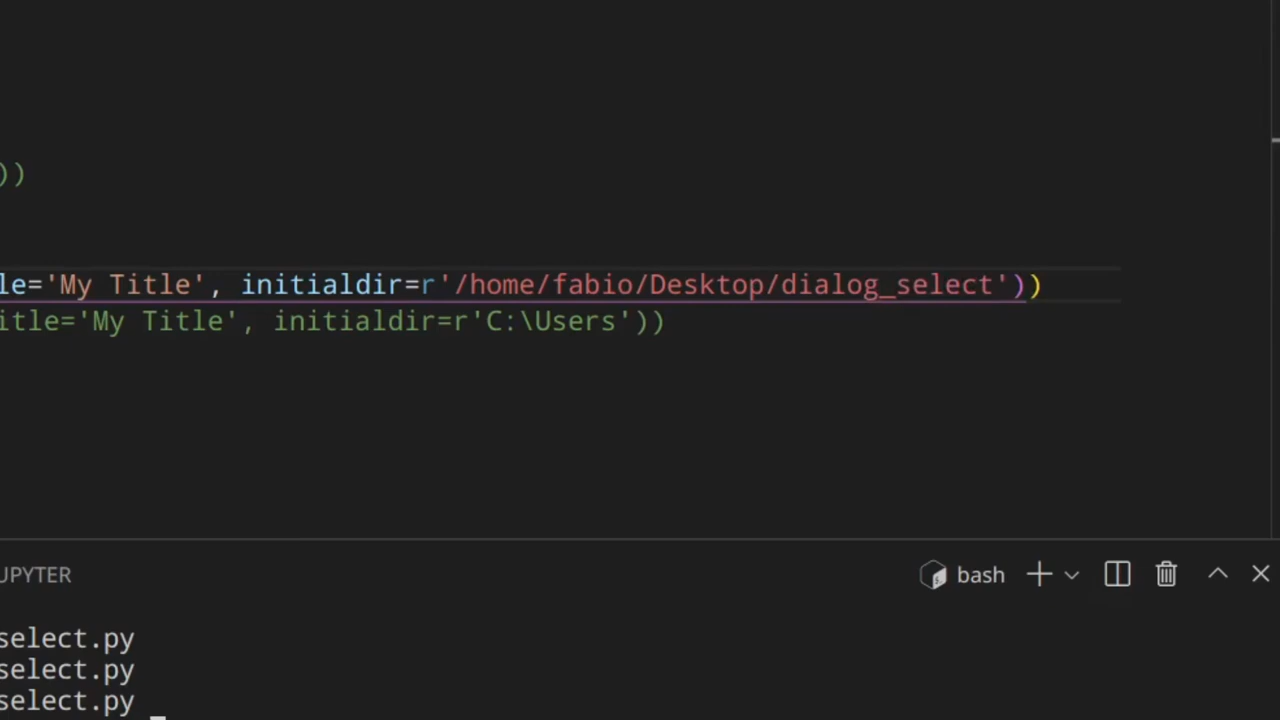 ))
le='My Title', initialdir=r'/home/fabio/Desktop/dialog_select'))
itle='My Title', initialdir=r'C:\Users'))
UPYTER
bash
select.py
select.py
select.py